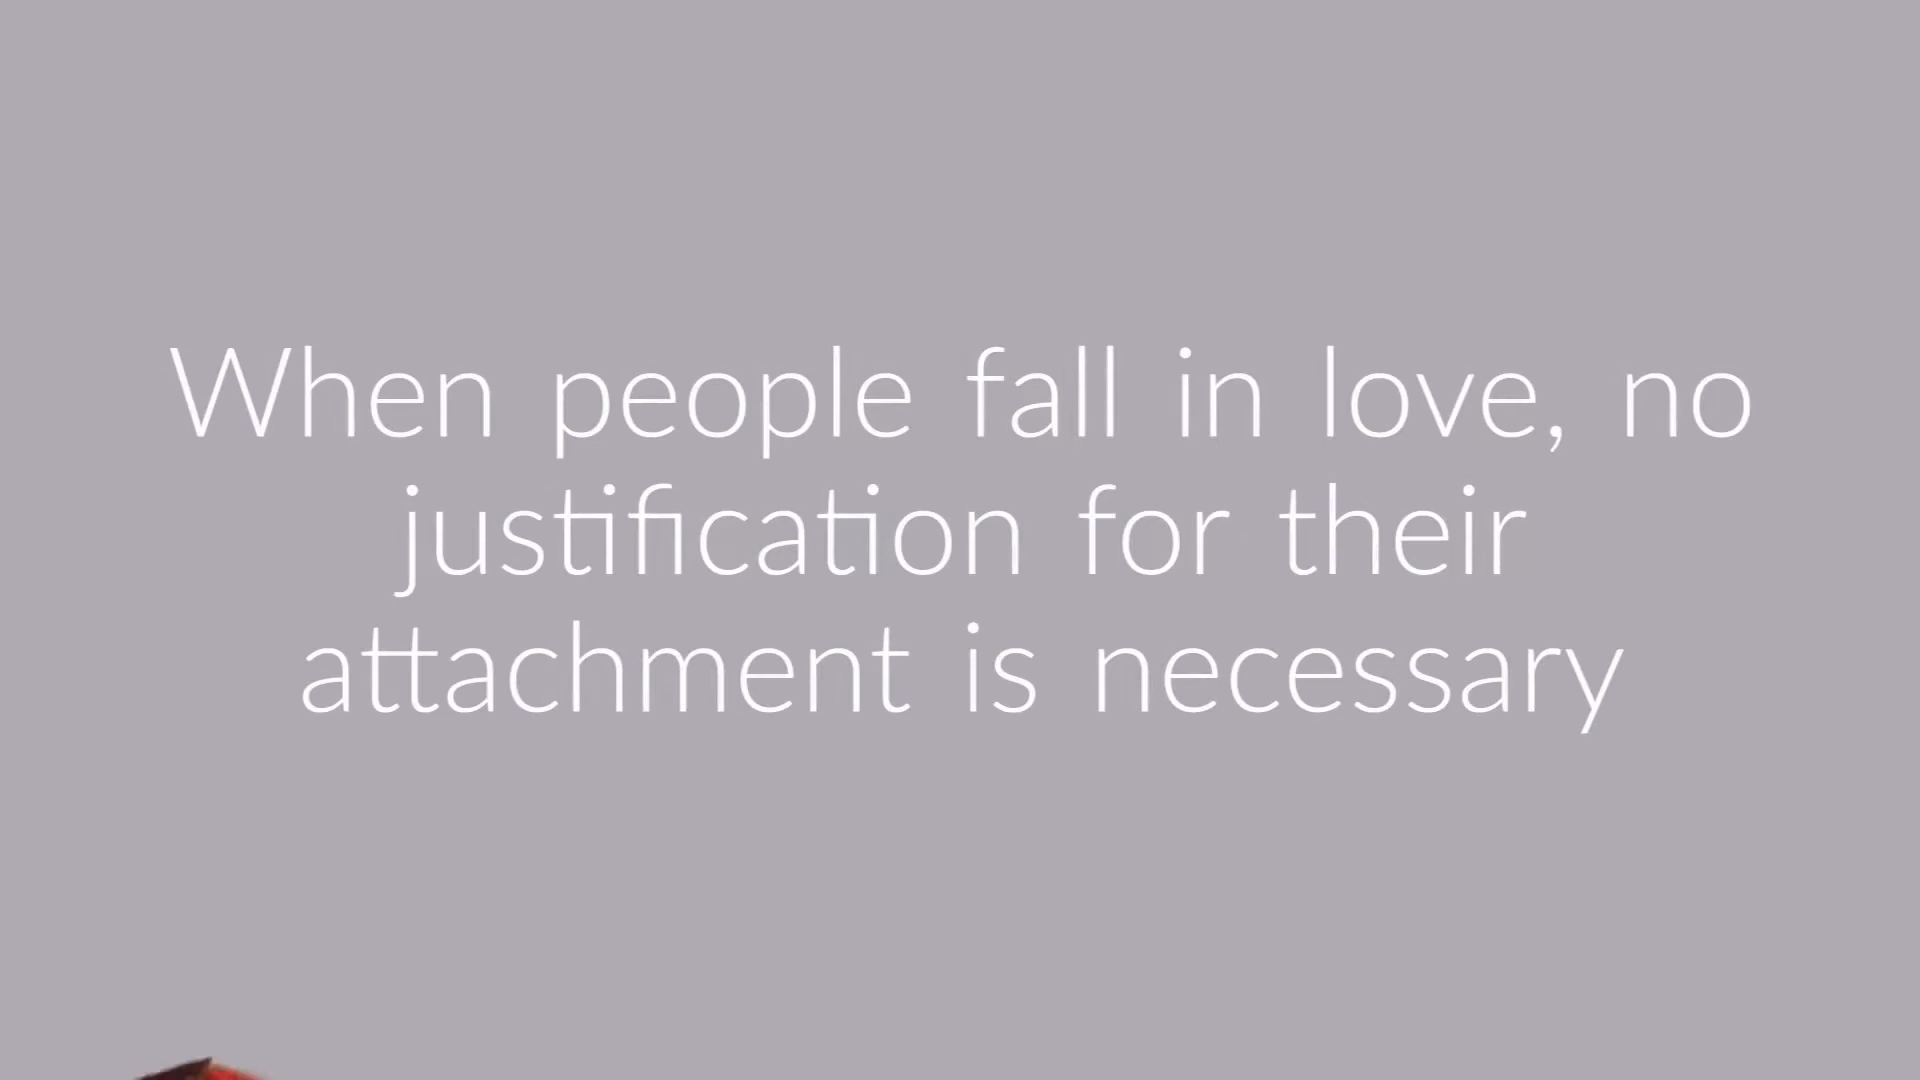 When people fall in love, no
justification for their
attachment is necessary